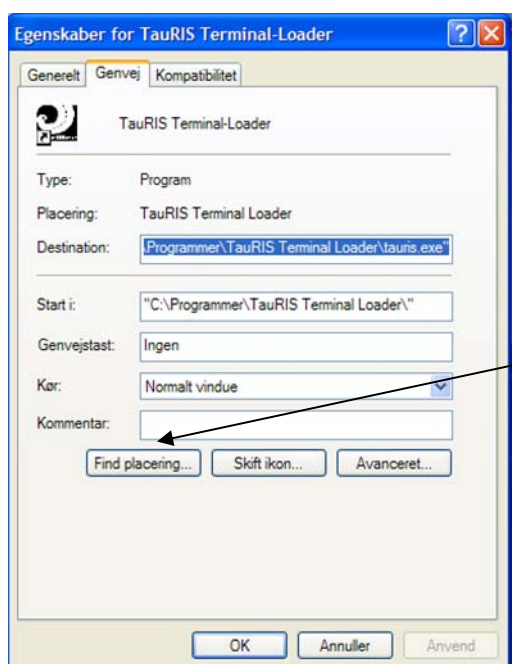 Egenskaber for TauRIS Terminal-Loader
Generelt Genvej Kompatibilitet
TauRIS Terminal-Loader
Type: Program
Placering: TauRIS Terminal Loader
Destination: \Programmer\TauRIS Terminal Loader\tauris.exe"
Start i: "C:\Programmer\TauRIS Terminal Loader\"
Genvejstast: Ingen
Kør: Normalt vindue
Kommentar:
Find placering... Skift ikon... Avanceret...
OK Annuller Anvend